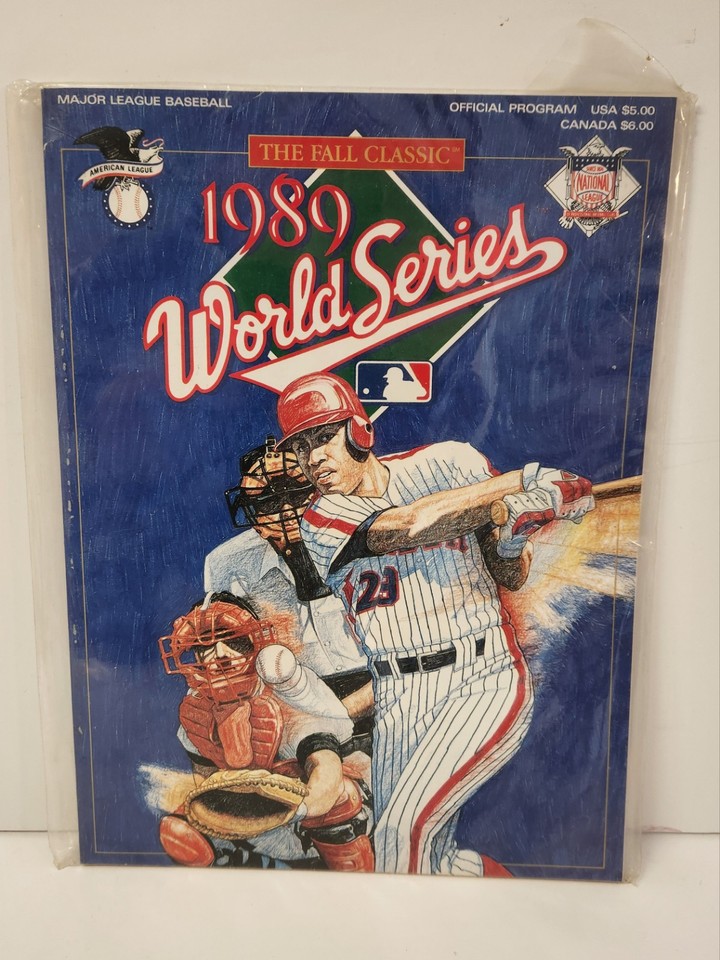 MAJOR LEAGUE BASEBALL
OFFICIAL PROGRAM USA $5.00
CANADA $6.00
THE FALL CLASSIC℠
AMERICAN LEAGUE
NATIONAL
LEAGUE
1989
World Series
23